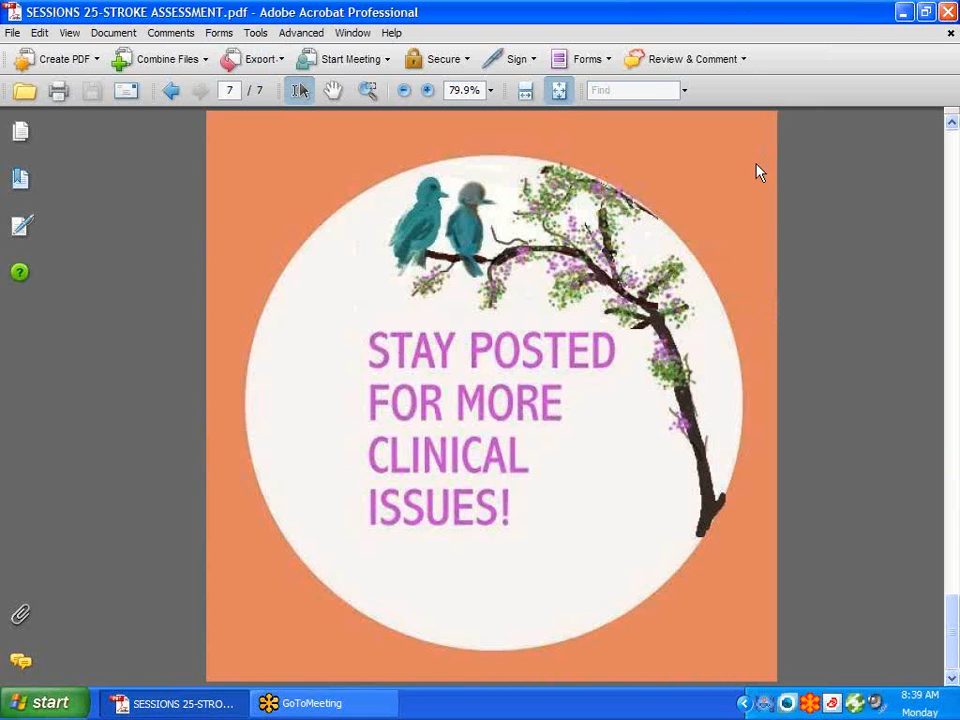 SESSIONS 25-STROKE ASSESSMENT.pdf - Adobe Acrobat Professional
File Edit View Document Comments Forms Tools Advanced Window Help
Create PDF Combine Files Export Start Meeting Secure Sign Forms Review & Comment
7 / 7 79.9% Find
STAY POSTED
FOR MORE
CLINICAL
ISSUES!
start SESSIONS 25-STRO... GoToMeeting 8:39 AM
Monday